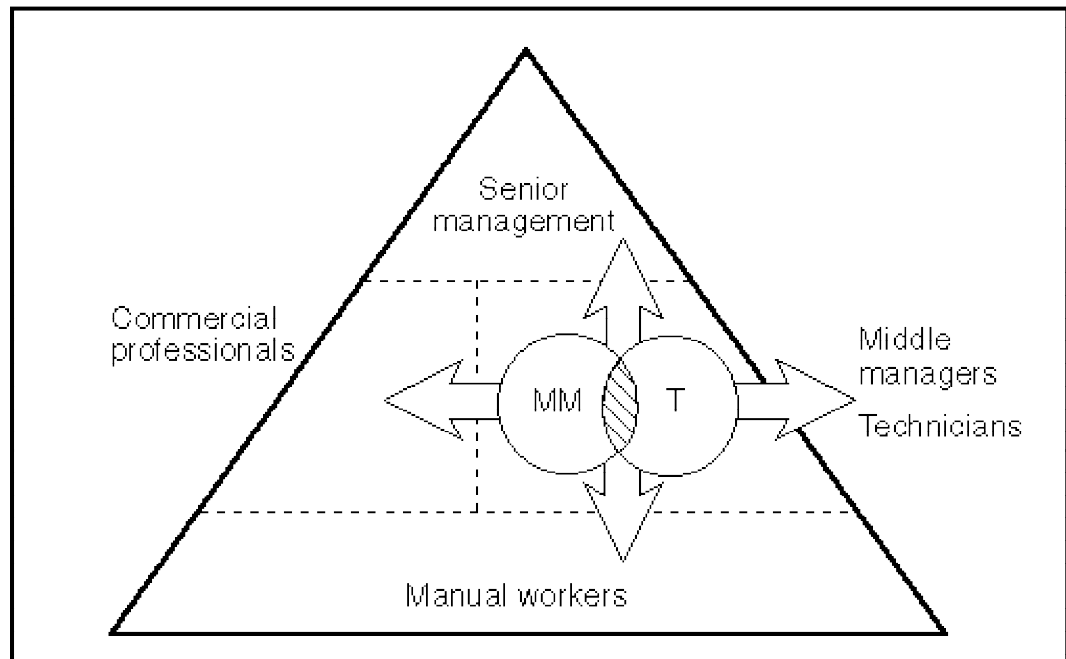 Senior
management
Commercial
professionals
MM
T
Middle
managers
Technicians
Manual workers